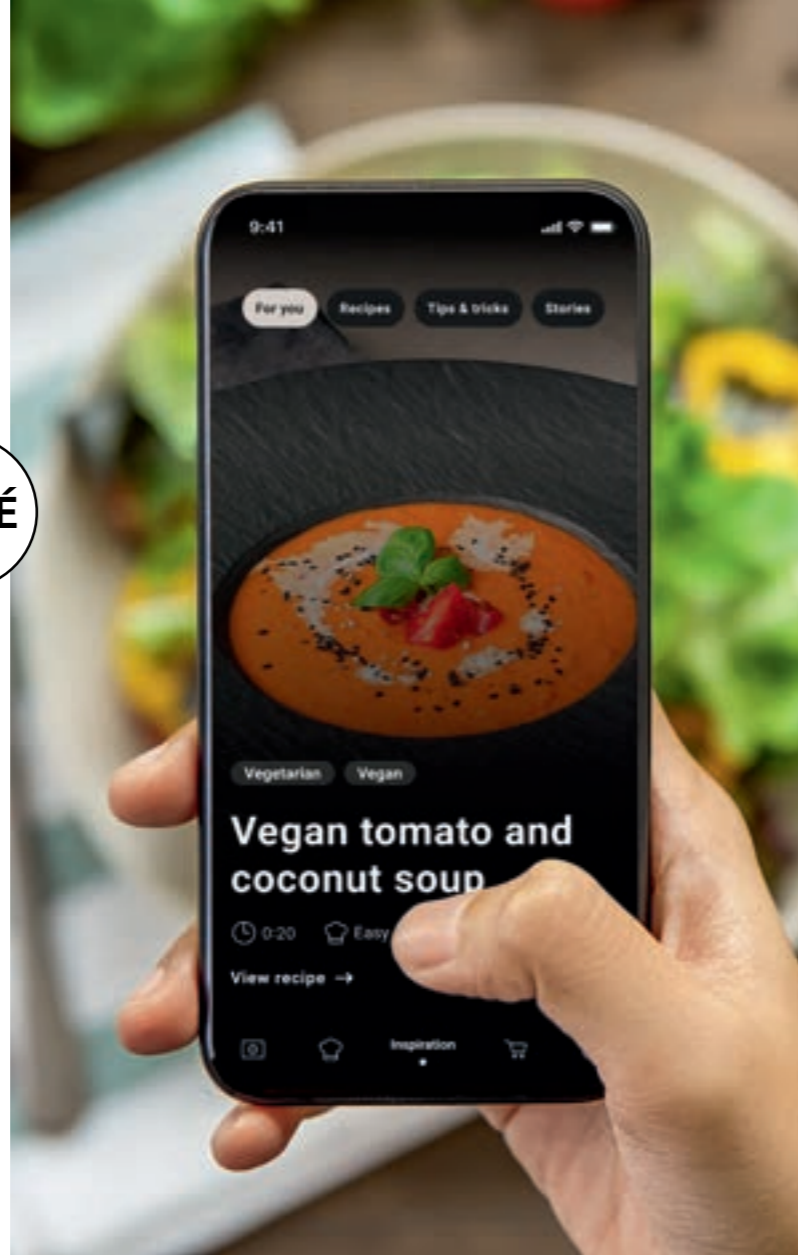 9:41
For you Recipes Tips & tricks Stories
É
Vegetarian Vegan
Vegan tomato and
coconut soup
0:20 Easy
View recipe →
Inspiration